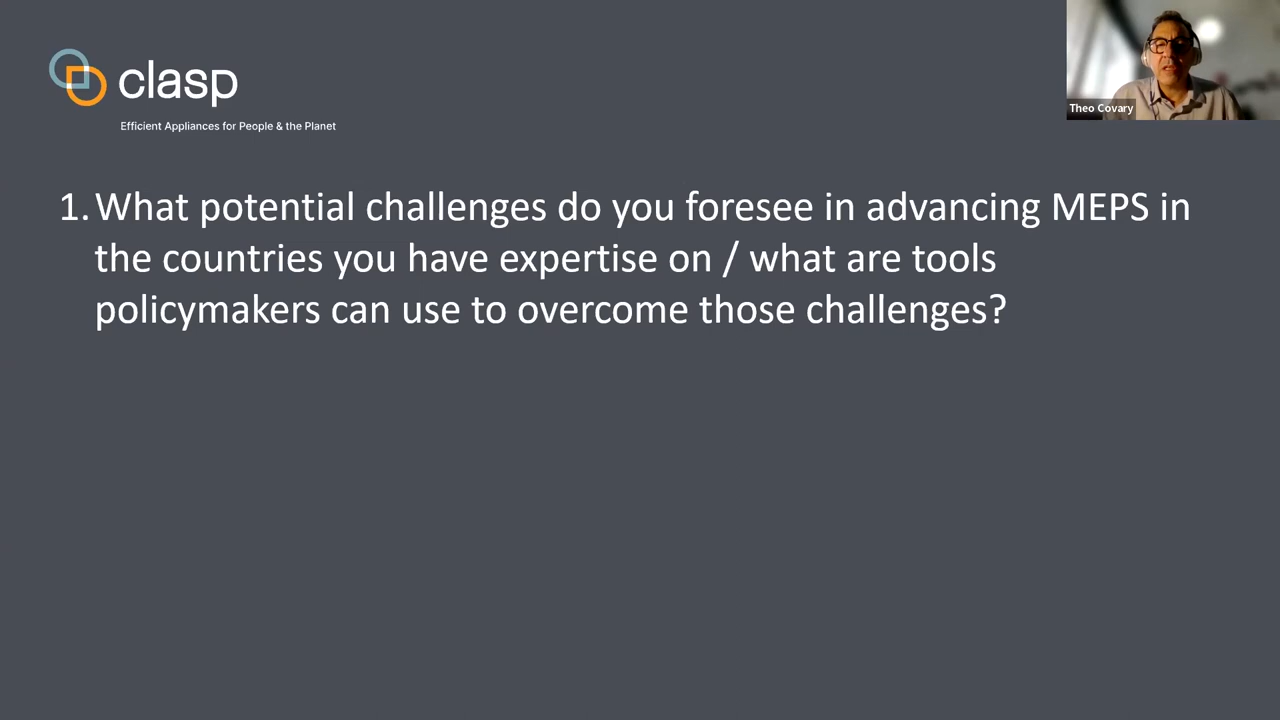 clasp
Efficient Appliances for People & the Planet
Theo Covary
1. What potential challenges do you foresee in advancing MEPS in
the countries you have expertise on / what are tools
policymakers can use to overcome those challenges?